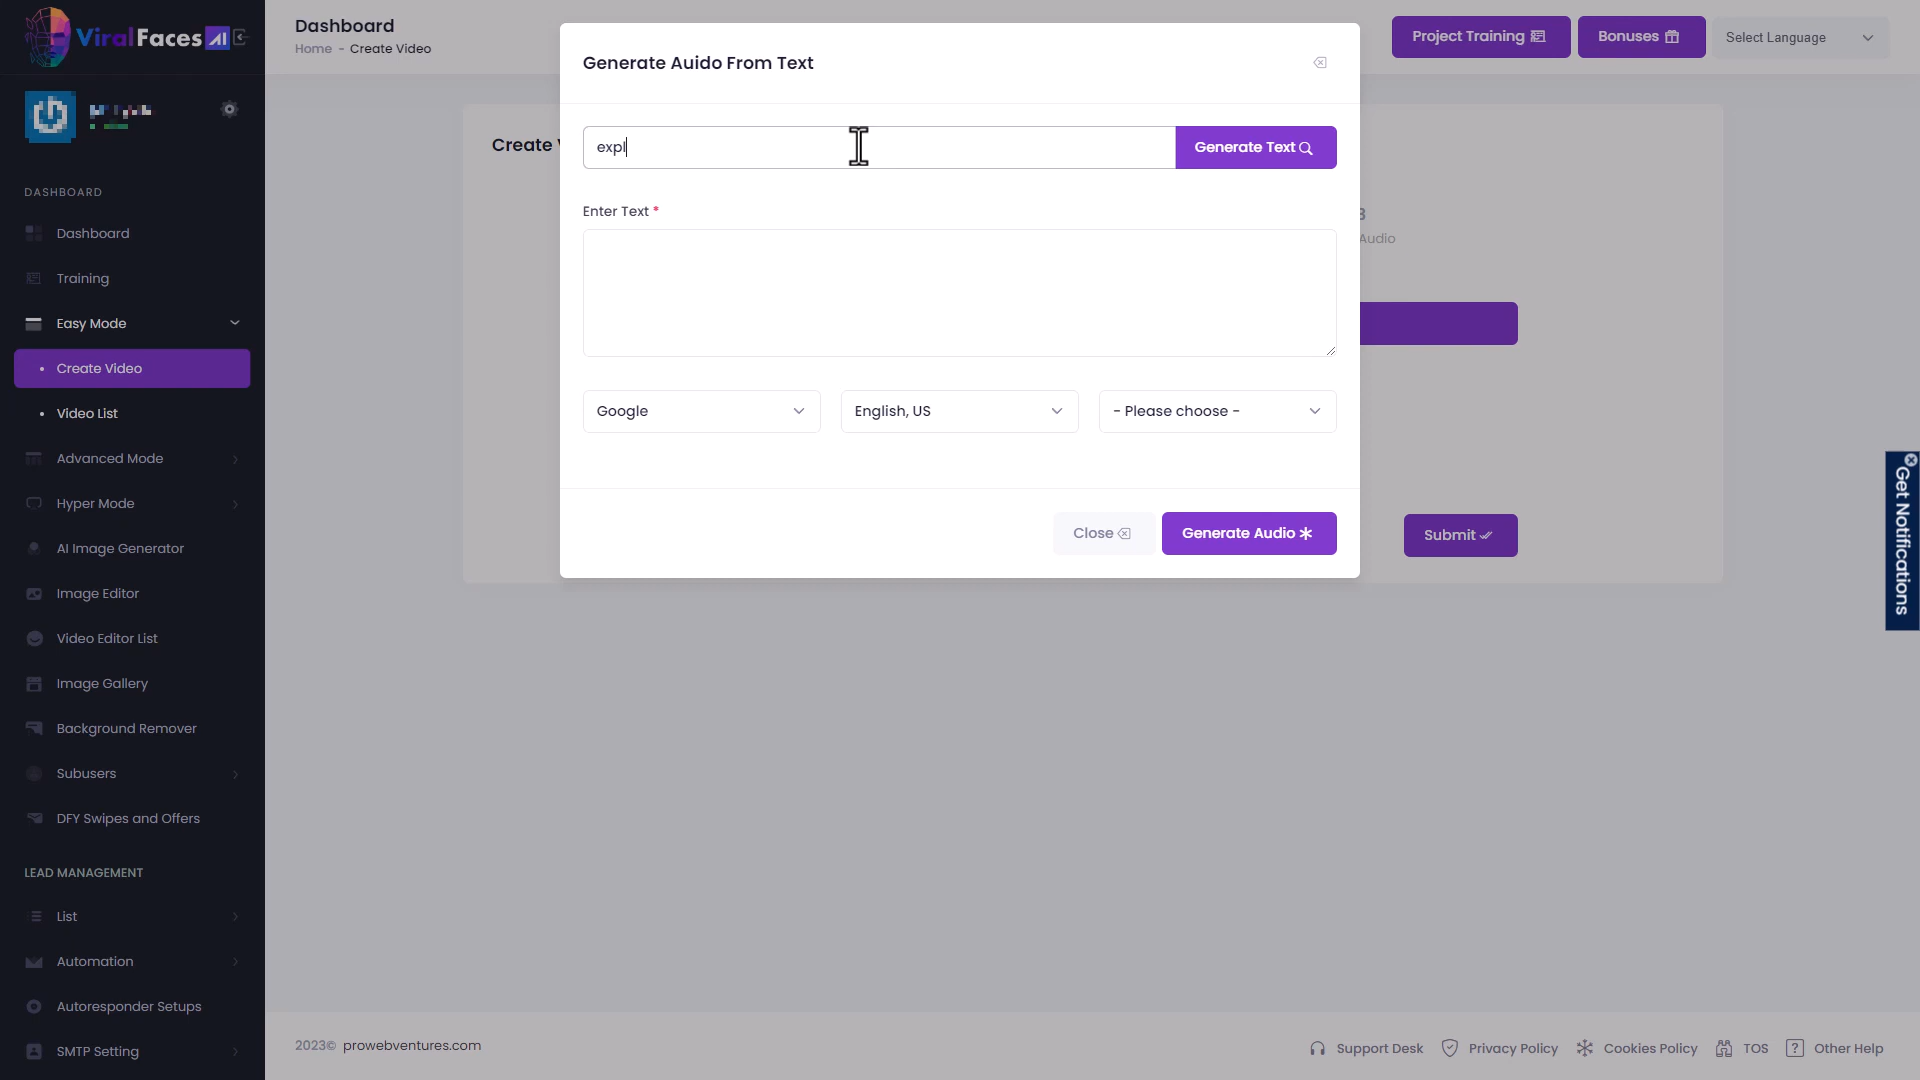 ViralFaces AI
Dashboard
Home - Create Video
Project Training
Bonuses
Select Language
Generate Auido From Text
Create V
expl
Generate Text
Enter Text *
3
Audio
Google
English, US
- Please choose -
Close
Generate Audio
Submit
Get Notifications
DASHBOARD
Dashboard
Training
Easy Mode
Create Video
Video List
Advanced Mode
Hyper Mode
AI Image Generator
Image Editor
Video Editor List
Image Gallery
Background Remover
Subusers
DFY Swipes and Offers
LEAD MANAGEMENT
List
Automation
Autoresponder Setups
SMTP Setting
2023© prowebventures.com
Support Desk
Privacy Policy
Cookies Policy
TOS
Other Help